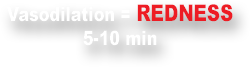 Vasodilation = REDNESS
5-10 min